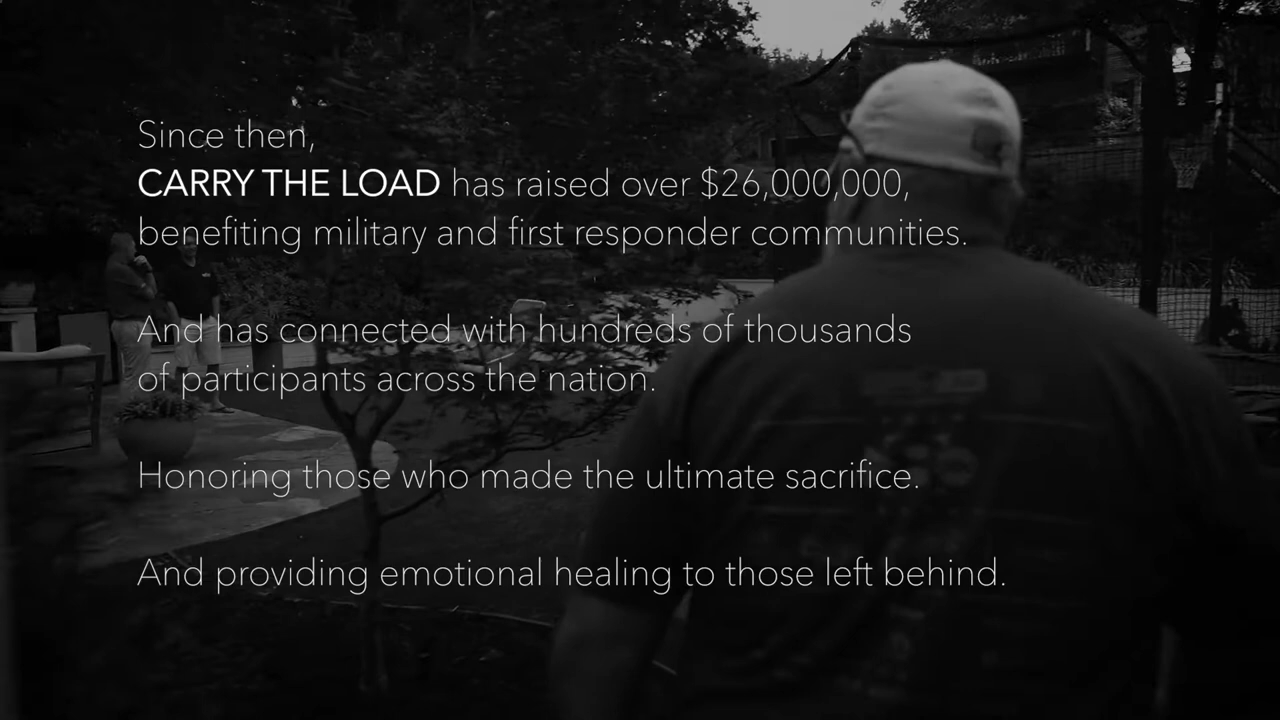 Since then,
CARRY THE LOAD has raised over $26,000,000,
benefiting military and first responder communities.
And has connected with hundreds of thousands
of participants across the nation.
Honoring those who made the ultimate sacrifice.
And providing emotional healing to those left behind.